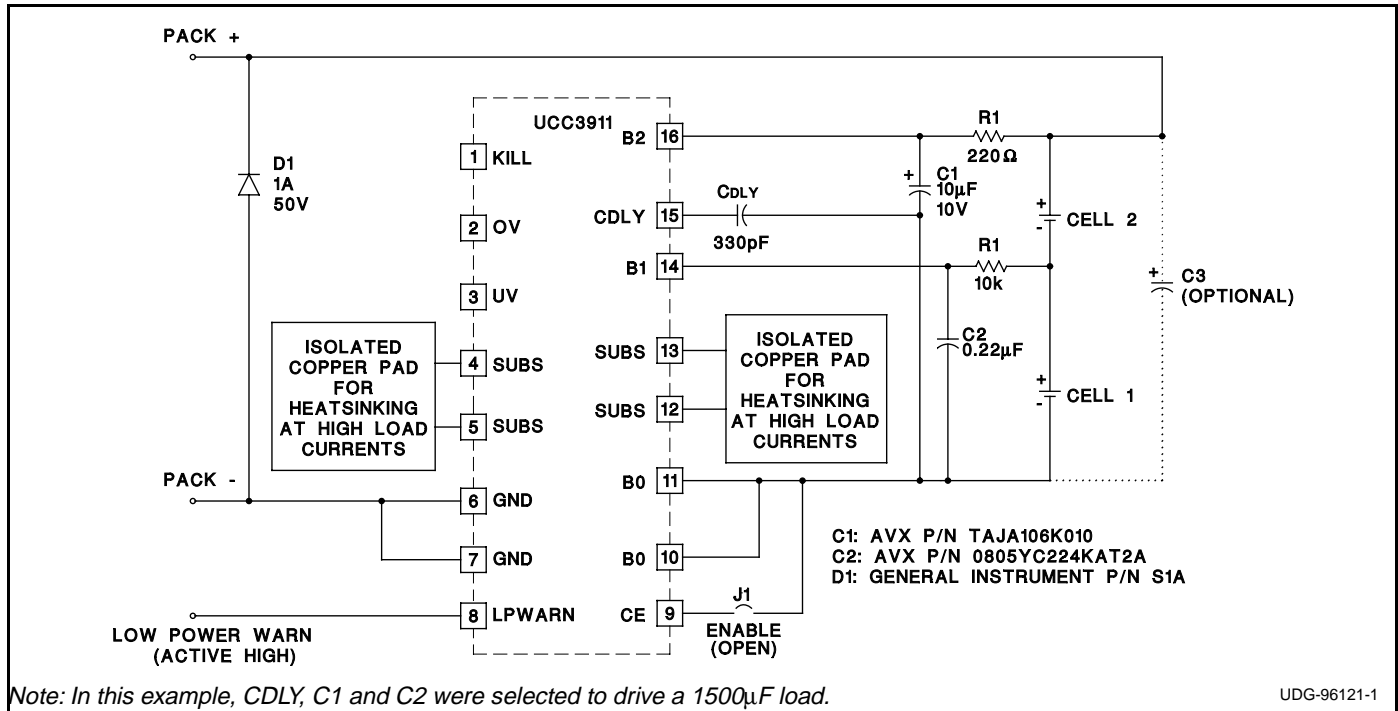 PACK +
UCC3911
D1
1A
50V
1 KILL
2 OV
3 UV
ISOLATED
COPPER PAD
FOR
HEATSINKING
AT HIGH LOAD
CURRENTS
4 SUBS
5 SUBS
PACK -
6 GND
7 GND
8 LPWARN
LOW POWER WARN
(ACTIVE HIGH)
B2 16
CDLY 15
B1 14
SUBS 13
SUBS 12
B0 11
B0 10
CE 9
CDLY
330pF
+ C1
10µF
10V
R1
220Ω
R1
10k
C2
0.22µF
+
-
CELL 2
+
-
CELL 1
+ C3
(OPTIONAL)
ISOLATED
COPPER PAD
FOR
HEATSINKING
AT HIGH LOAD
CURRENTS
J1
ENABLE
(OPEN)
C1: AVX P/N TAJA106K010
C2: AVX P/N 0805YC224KAT2A
D1: GENERAL INSTRUMENT P/N S1A
Note: In this example, CDLY, C1 and C2 were selected to drive a 1500µF load.
UDG-96121-1